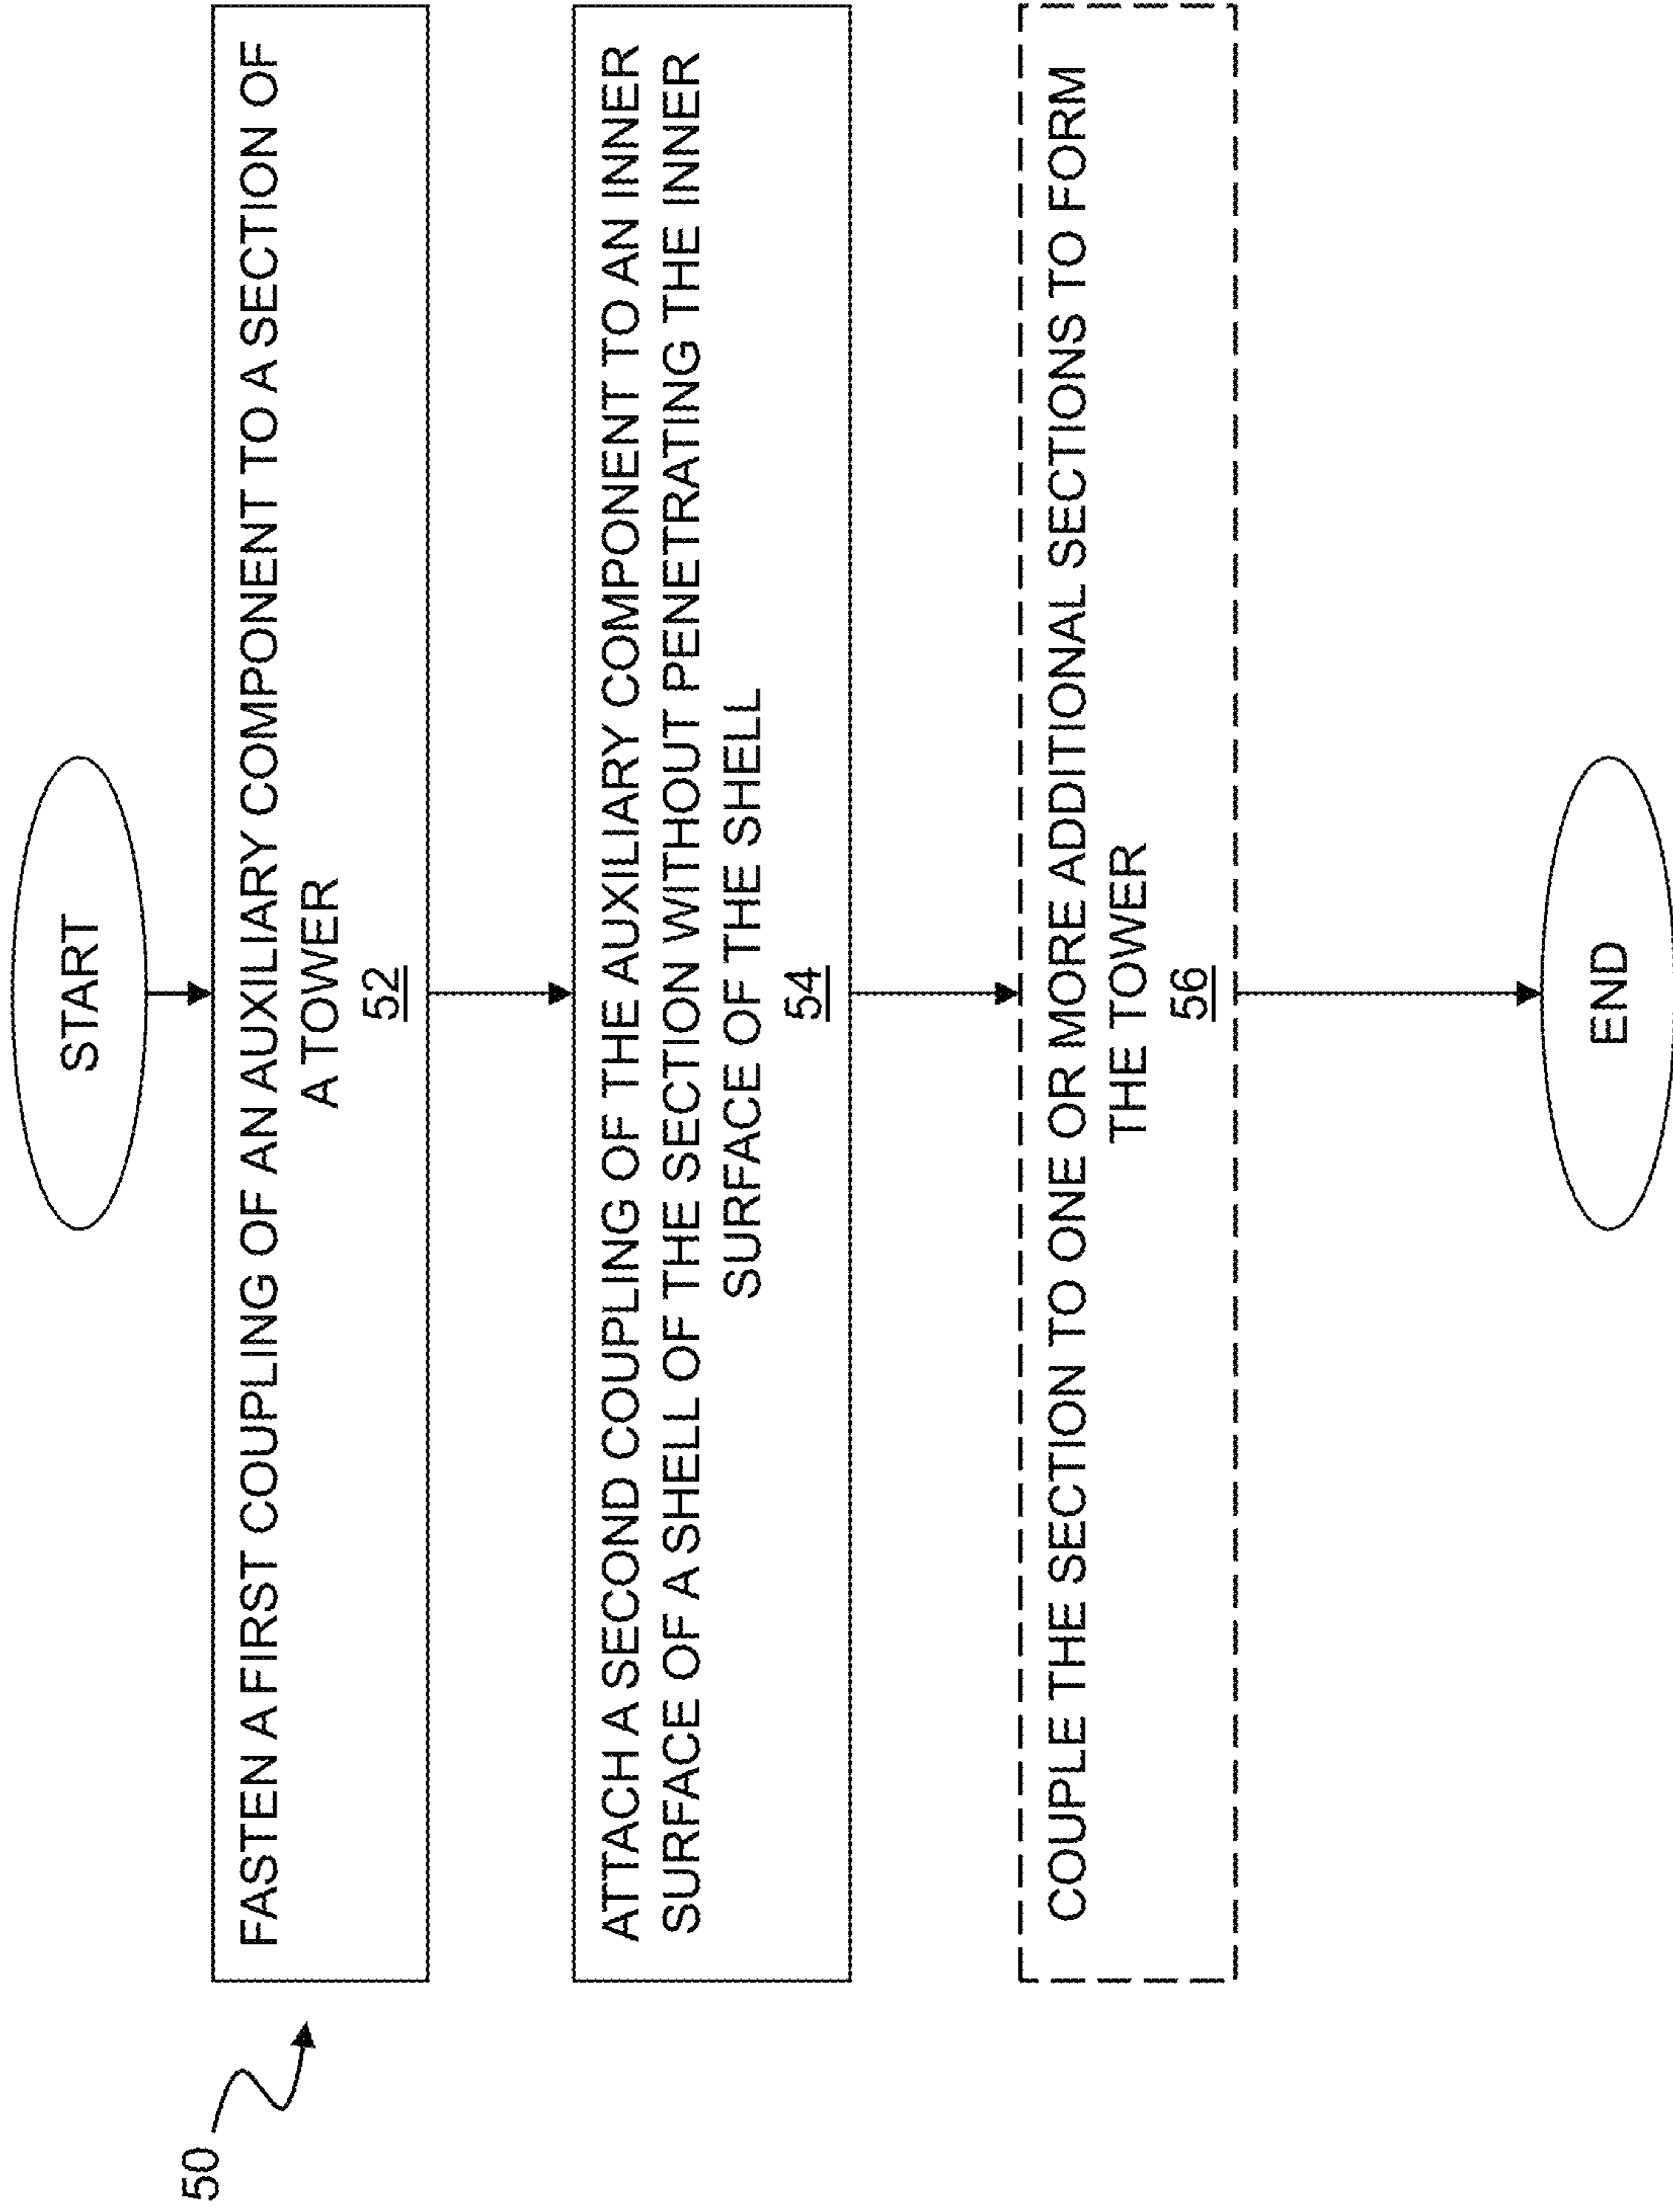 50
START
FASTEN A FIRST COUPLING OF AN AUXILIARY COMPONENT TO A SECTION OF
A TOWER
52
ATTACH A SECOND COUPLING OF THE AUXILIARY COMPONENT TO AN INNER
SURFACE OF A SHELL OF THE SECTION WITHOUT PENETRATING THE INNER
SURFACE OF THE SHELL
54
COUPLE THE SECTION TO ONE OR MORE ADDITIONAL SECTIONS TO FORM
THE TOWER
56
END